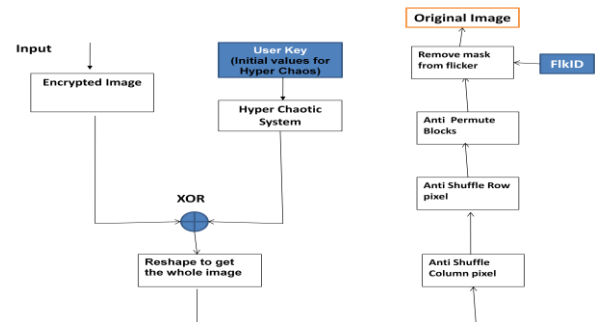 Input
Encrypted Image
User Key
(Initial values for
Hyper Chaos)
Hyper Chaotic
System
XOR
Reshape to get
the whole image
Original Image
Remove mask
from flicker
FlkID
Anti Permute
Blocks
Anti Shuffle Row
pixel
Anti Shuffle
Column pixel